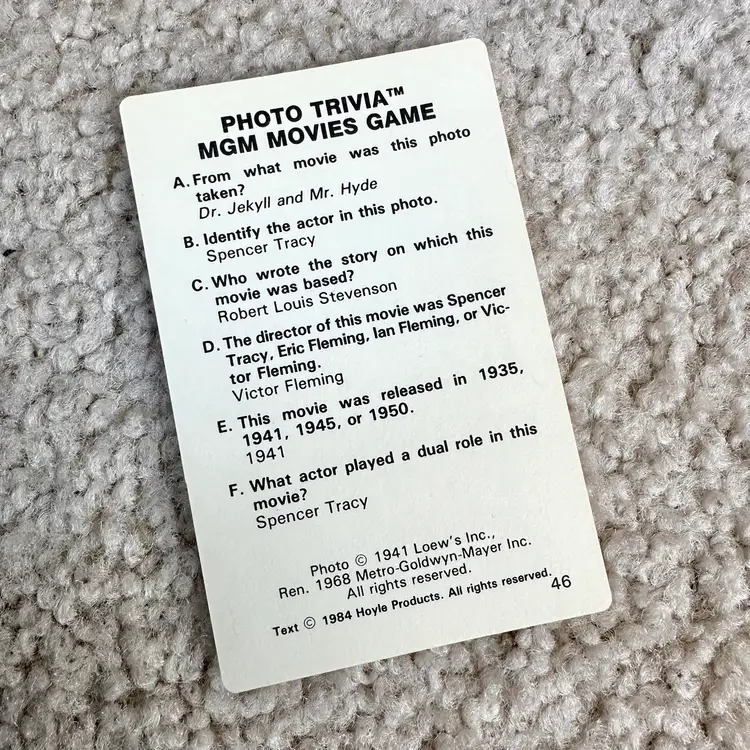 PHOTO TRIVIA™
MGM MOVIES GAME
A. From what movie was this photo
taken?
Dr. Jekyll and Mr. Hyde
B. Identify the actor in this photo.
Spencer Tracy
C. Who wrote the story on which this
movie was based?
Robert Louis Stevenson
D. The director of this movie was Spencer
Tracy, Eric Fleming, Ian Fleming, or Vic-
tor Fleming.
Victor Fleming
E. This movie was released in 1935,
1941, 1945, or 1950.
1941
F. What actor played a dual role in this
movie?
Spencer Tracy
Photo © 1941 Loew's Inc.,
Ren. 1968 Metro-Goldwyn-Mayer Inc.
All rights reserved.
Text © 1984 Hoyle Products. All rights reserved.
46